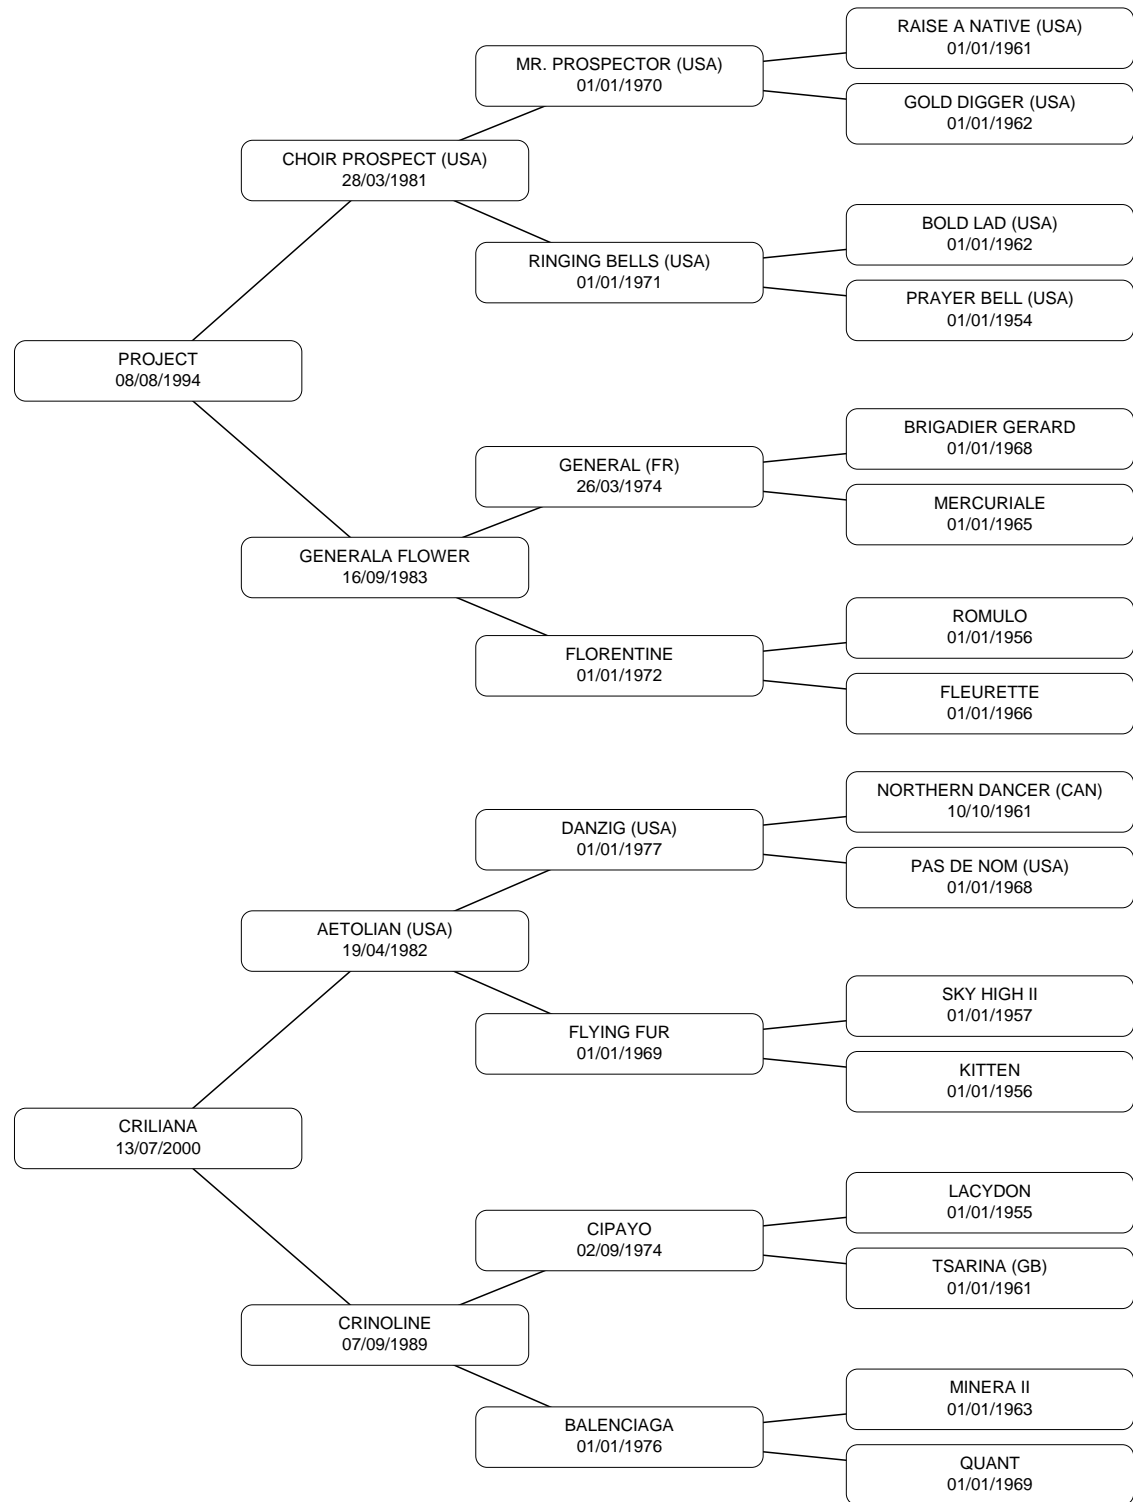 RAISE A NATIVE (USA)
01/01/1961
MR. PROSPECTOR (USA)
01/01/1970
GOLD DIGGER (USA)
01/01/1962
CHOIR PROSPECT (USA)
28/03/1981
BOLD LAD (USA)
01/01/1962
RINGING BELLS (USA)
01/01/1971
PRAYER BELL (USA)
01/01/1954
PROJECT
08/08/1994
BRIGADIER GERARD
01/01/1968
GENERAL (FR)
26/03/1974
MERCURIALE
01/01/1965
GENERALA FLOWER
16/09/1983
ROMULO
01/01/1956
FLORENTINE
01/01/1972
FLEURETTE
01/01/1966
NORTHERN DANCER (CAN)
10/10/1961
DANZIG (USA)
01/01/1977
PAS DE NOM (USA)
01/01/1968
AETOLIAN (USA)
19/04/1982
SKY HIGH II
01/01/1957
FLYING FUR
01/01/1969
KITTEN
01/01/1956
CRILIANA
13/07/2000
LACYDON
01/01/1955
CIPAYO
02/09/1974
TSARINA (GB)
01/01/1961
CRINOLINE
07/09/1989
MINERA II
01/01/1963
BALENCIAGA
01/01/1976
QUANT
01/01/1969